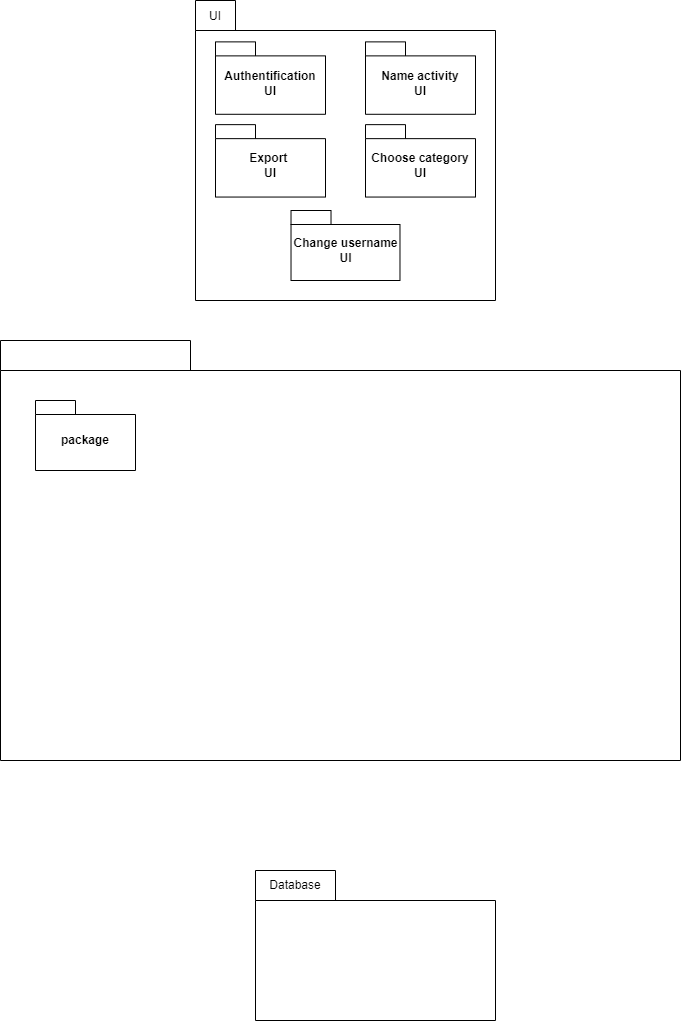 UI
Authentification
UI
Name activity
UI
Export
UI
Choose category
UI
Change username
UI
package
Database